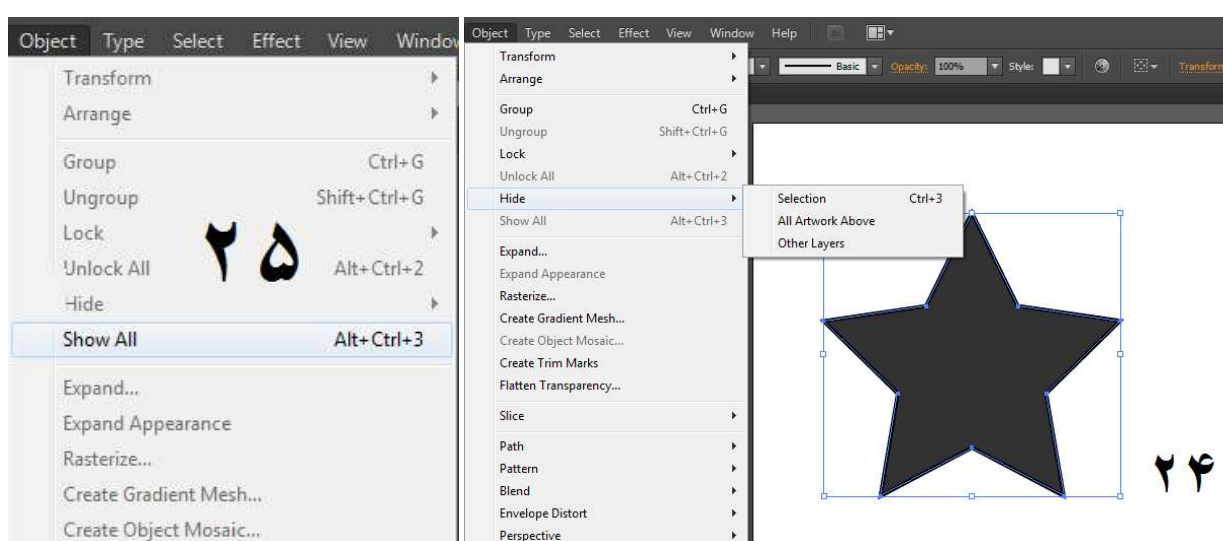 Object Type Select Effect View Window
Transform
Arrange
Group Ctrl+G
Ungroup Shift+Ctrl+G
Lock
Unlock All Alt+Ctrl+2
Hide
Show All Alt+Ctrl+3
Expand...
Expand Appearance
Rasterize...
Create Gradient Mesh...
Create Object Mosaic...
۲۵
Object Type Select Effect View Window Help
Basic Opacity: 100% Style: Transform
Transform
Arrange
Group Ctrl+G
Ungroup Shift+Ctrl+G
Lock
Unlock All Alt+Ctrl+2
Hide
Show All Alt+Ctrl+3
Expand...
Expand Appearance
Rasterize...
Create Gradient Mesh...
Create Object Mosaic...
Create Trim Marks
Flatten Transparency...
Slice
Path
Pattern
Blend
Envelope Distort
Perspective
Selection Ctrl+3
All Artwork Above
Other Layers
۲۴